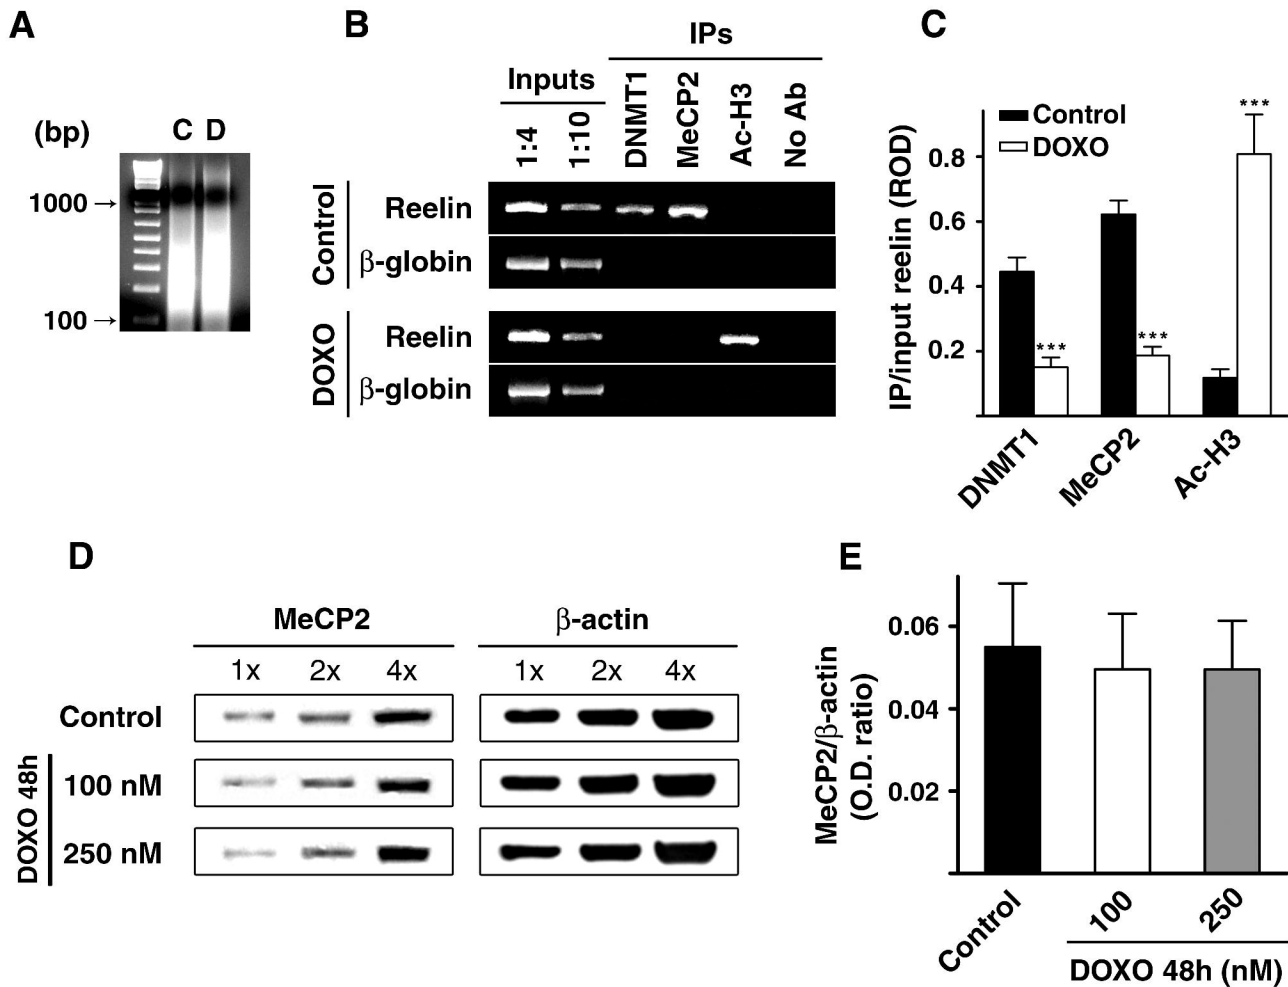 A
(bp)
C D
1000 →
100 →
B
IPs
Inputs
1:4
1:10
DNMT1
MeCP2
Ac-H3
No Ab
Control
Reelin
β-globin
DOXO
Reelin
β-globin
C
Control
DOXO
IP/input reelin (ROD)
0.8
0.6
0.4
0.2
***
***
***
DNMT1
MeCP2
Ac-H3
D
MeCP2
β-actin
1x 2x 4x
1x 2x 4x
Control
DOXO 48h
100 nM
250 nM
E
MeCP2/β-actin
(O.D. ratio)
0.06
0.04
0.02
Control
100
250
DOXO 48h (nM)